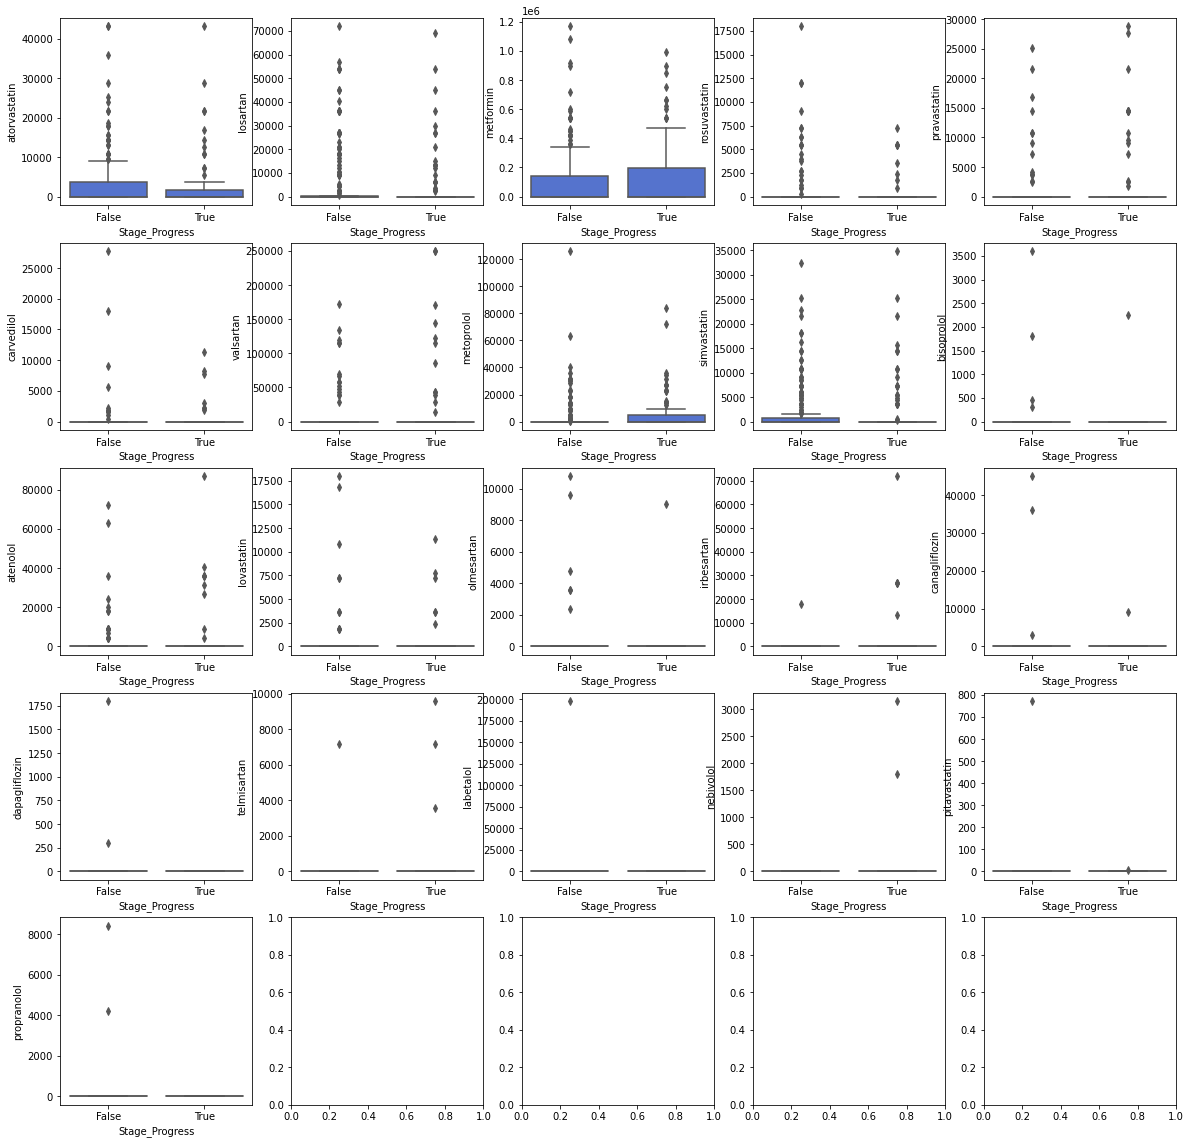 1e6
atorvastatin
40000
30000
20000
10000
0
False True
Stage_Progress
losartan
70000
60000
50000
40000
30000
20000
10000
0
False True
Stage_Progress
metformin
1.2
1.0
0.8
0.6
0.4
0.2
0.0
False True
Stage_Progress
rosuvastatin
17500
15000
12500
10000
7500
5000
2500
0
False True
Stage_Progress
pravastatin
30000
25000
20000
15000
10000
5000
0
False True
Stage_Progress
carvedilol
25000
20000
15000
10000
5000
0
False True
Stage_Progress
valsartan
250000
200000
150000
100000
50000
0
False True
Stage_Progress
metoprolol
120000
100000
80000
60000
40000
20000
0
False True
Stage_Progress
simvastatin
35000
30000
25000
20000
15000
10000
5000
0
False True
Stage_Progress
bisoprolol
3500
3000
2500
2000
1500
1000
500
0
False True
Stage_Progress
atenolol
80000
60000
40000
20000
0
False True
Stage_Progress
lovastatin
17500
15000
12500
10000
7500
5000
2500
0
False True
Stage_Progress
olmesartan
10000
8000
6000
4000
2000
0
False True
Stage_Progress
irbesartan
70000
60000
50000
40000
30000
20000
10000
0
False True
Stage_Progress
canagliflozin
40000
30000
20000
10000
0
False True
Stage_Progress
dapagliflozin
1750
1500
1250
1000
750
500
250
0
False True
Stage_Progress
telmisartan
10000
8000
6000
4000
2000
0
False True
Stage_Progress
labetalol
200000
175000
150000
125000
100000
75000
50000
25000
0
False True
Stage_Progress
nebivolol
3000
2500
2000
1500
1000
500
0
False True
Stage_Progress
pitavastatin
800
700
600
500
400
300
200
100
0
False True
Stage_Progress
propranolol
8000
6000
4000
2000
0
False True
Stage_Progress
1.0
0.8
0.6
0.4
0.2
0.0
0.0 0.2 0.4 0.6 0.8 1.0
1.0
0.8
0.6
0.4
0.2
0.0
0.0 0.2 0.4 0.6 0.8 1.0
1.0
0.8
0.6
0.4
0.2
0.0
0.0 0.2 0.4 0.6 0.8 1.0
1.0
0.8
0.6
0.4
0.2
0.0
0.0 0.2 0.4 0.6 0.8 1.0